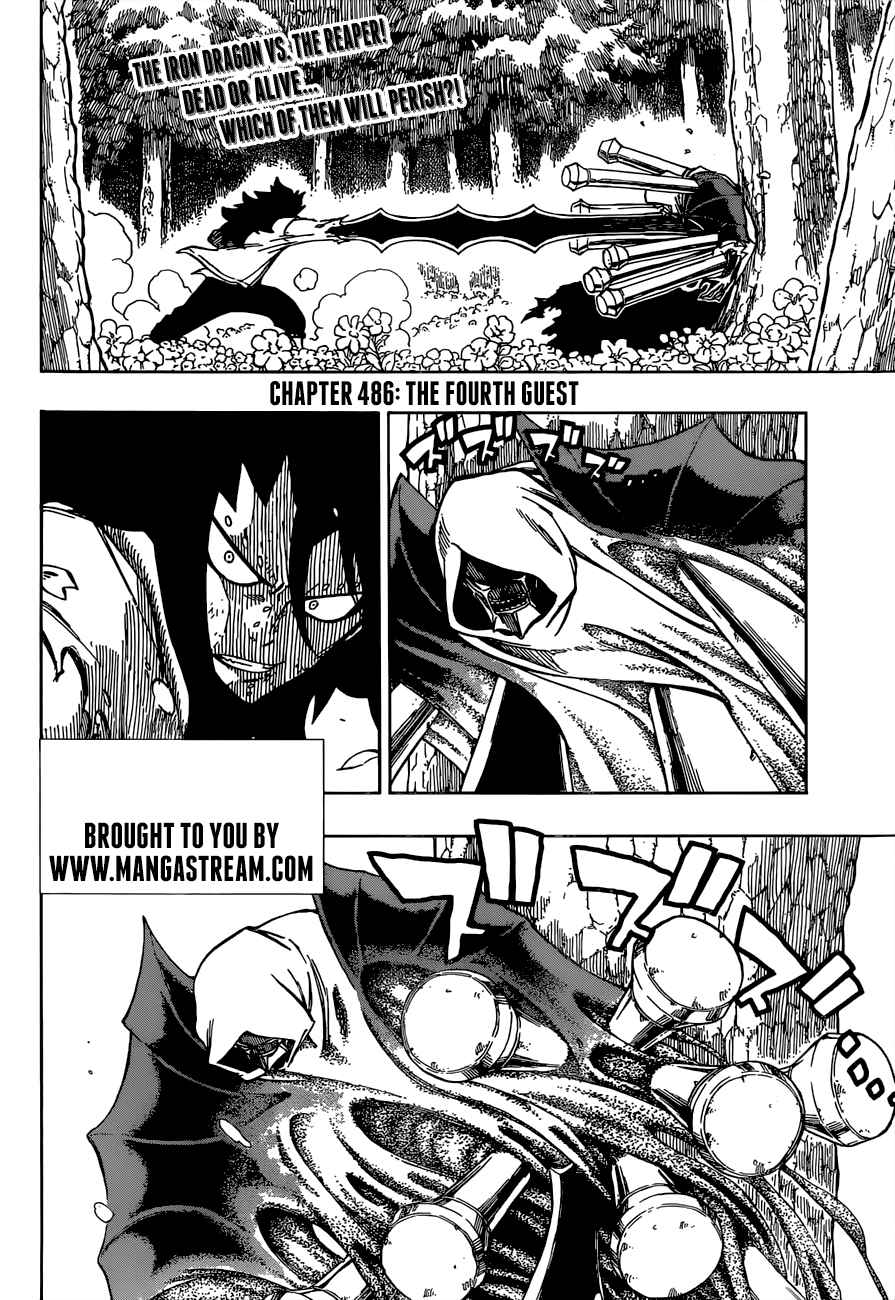 THE IRON DRAGON VS. THE REAPER!
DEAD OR ALIVE...
WHICH OF THEM WILL PERISH?!
CHAPTER 486: THE FOURTH GUEST
ズズズズ
BROUGHT TO YOU BY
WWW.MANGASTREAM.COM
ズズズ...